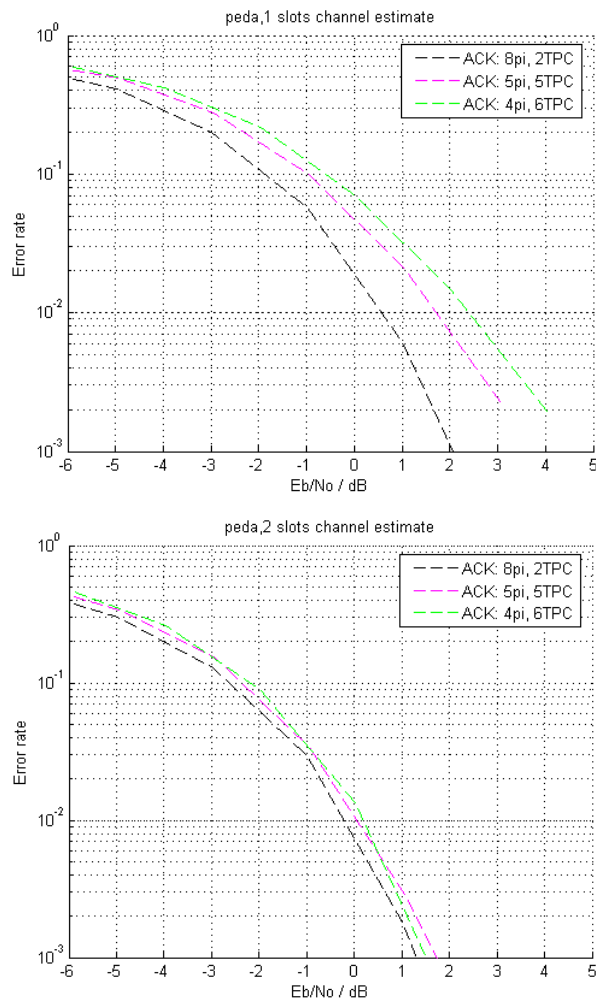 peda,1 slots channel estimate
10^0
10^-1
10^-2
10^-3
Error rate
ACK: 8pi, 2TPC
ACK: 5pi, 5TPC
ACK: 4pi, 6TPC
-6 -5 -4 -3 -2 -1 0 1 2 3 4 5
Eb/No / dB
peda,2 slots channel estimate
10^0
10^-1
10^-2
10^-3
Error rate
ACK: 8pi, 2TPC
ACK: 5pi, 5TPC
ACK: 4pi, 6TPC
-6 -5 -4 -3 -2 -1 0 1 2 3 4 5
Eb/No / dB